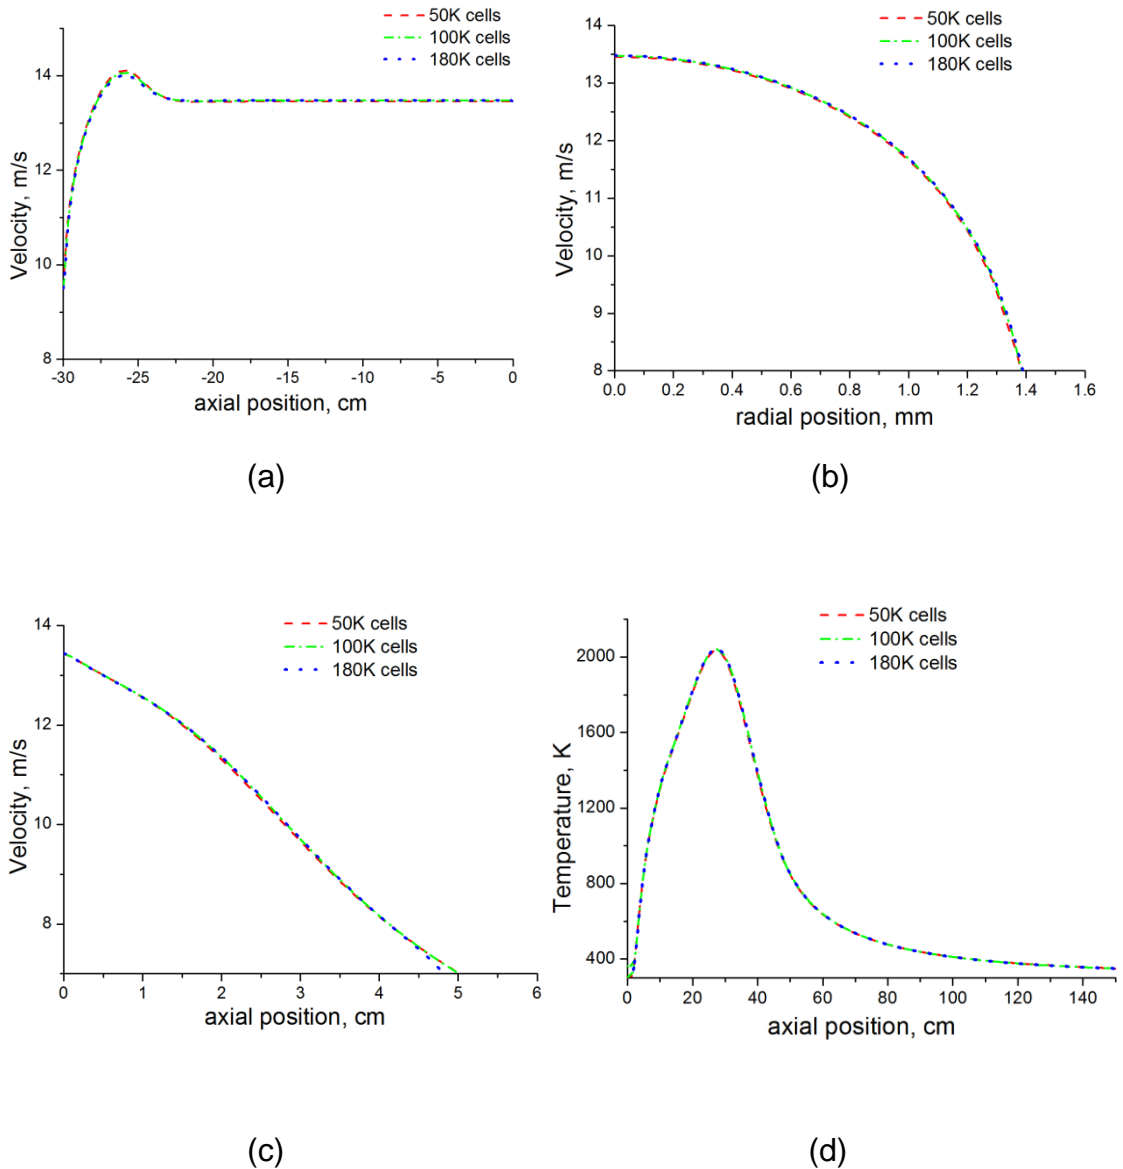 50K cells
100K cells
180K cells
14
12
10
8
Velocity, m/s
-30
-25
-20
-15
-10
-5
0
axial position, cm
(a)
50K cells
100K cells
180K cells
14
13
12
11
10
9
8
Velocity, m/s
0.0
0.2
0.4
0.6
0.8
1.0
1.2
1.4
1.6
radial position, mm
(b)
50K cells
100K cells
180K cells
14
12
10
8
Velocity, m/s
0
1
2
3
4
5
6
axial position, cm
(c)
50K cells
100K cells
180K cells
2000
1600
1200
800
400
Temperature, K
0
20
40
60
80
100
120
140
axial position, cm
(d)